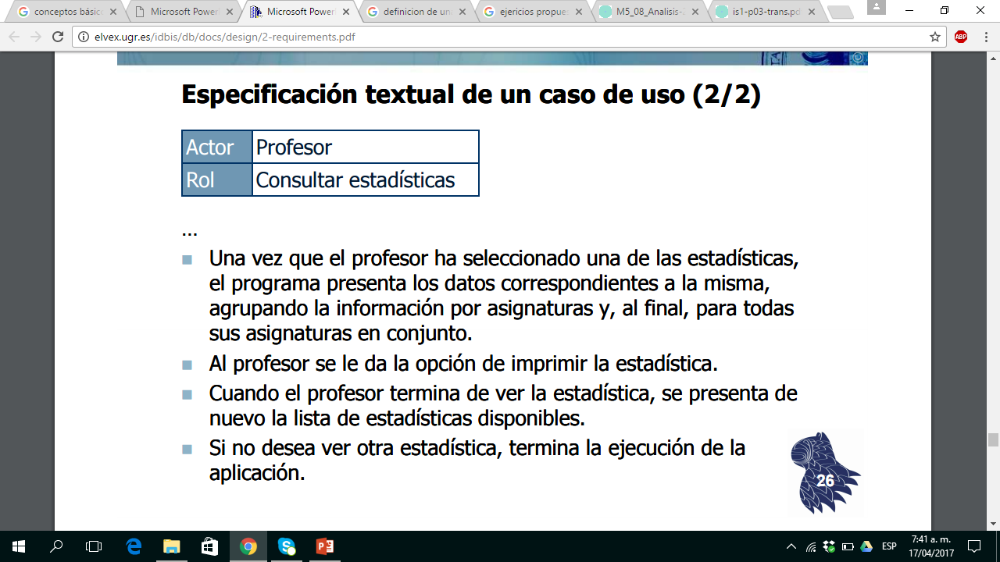 conceptos básic
Microsoft Power
Microsoft Power
definicion de un
ejericios propue
M5_08_Analisis-
is1-p03-trans.pd
elvex.ugr.es/idbis/db/docs/design/2-requirements.pdf
ABP
Especificación textual de un caso de uso (2/2)
Actor Profesor
Rol Consultar estadísticas
...
Una vez que el profesor ha seleccionado una de las estadísticas,
el programa presenta los datos correspondientes a la misma,
agrupando la información por asignaturas y, al final, para todas
sus asignaturas en conjunto.
Al profesor se le da la opción de imprimir la estadística.
Cuando el profesor termina de ver la estadística, se presenta de
nuevo la lista de estadísticas disponibles.
Si no desea ver otra estadística, termina la ejecución de la
aplicación.
26
ESP
7:41 a. m.
17/04/2017